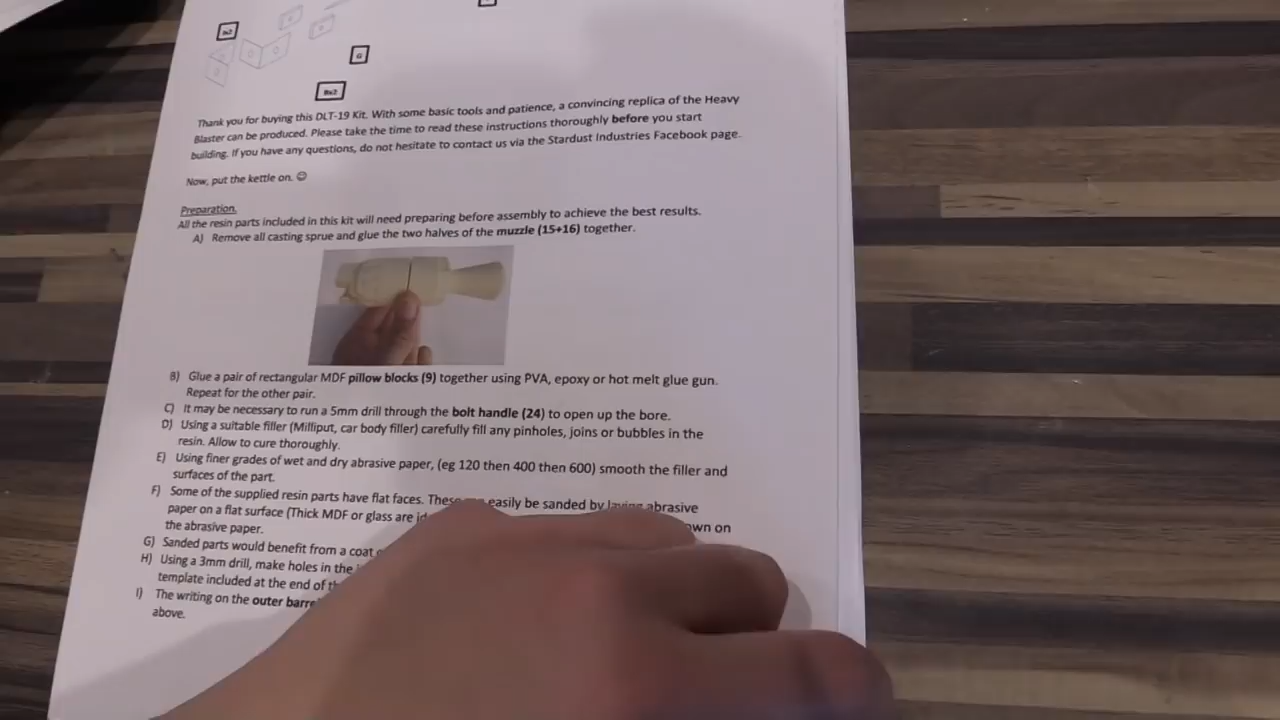 G
Thank you for buying this DLT-19 Kit. With some basic tools and patience, a convincing replica of the Heavy
Blaster can be produced. Please take the time to read these instructions thoroughly before you start
building. If you have any questions, do not hesitate to contact us via the Stardust Industries Facebook page.
Now, put the kettle on. ☺
Preparation.
All the resin parts included in this kit will need preparing before assembly to achieve the best results.
A) Remove all casting sprue and glue the two halves of the muzzle (15+16) together.
B) Glue a pair of rectangular MDF pillow blocks (9) together using PVA, epoxy or hot melt glue gun.
Repeat for the other pair.
C) It may be necessary to run a 5mm drill through the bolt handle (24) to open up the bore.
D) Using a suitable filler (Milliput, car body filler) carefully fill any pinholes, joins or bubbles in the
resin. Allow to cure thoroughly.
E) Using finer grades of wet and dry abrasive paper, (eg 120 then 400 then 600) smooth the filler and
surfaces of the part.
F) Some of the supplied resin parts have flat faces. These easily be sanded by laying abrasive
paper on a flat surface (Thick MDF or glass are on
the abrasive paper.
G) Sanded parts would benefit from a coat
H) Using a 3mm drill, make holes in the
template included at the end of
I) The writing on the outer
above.